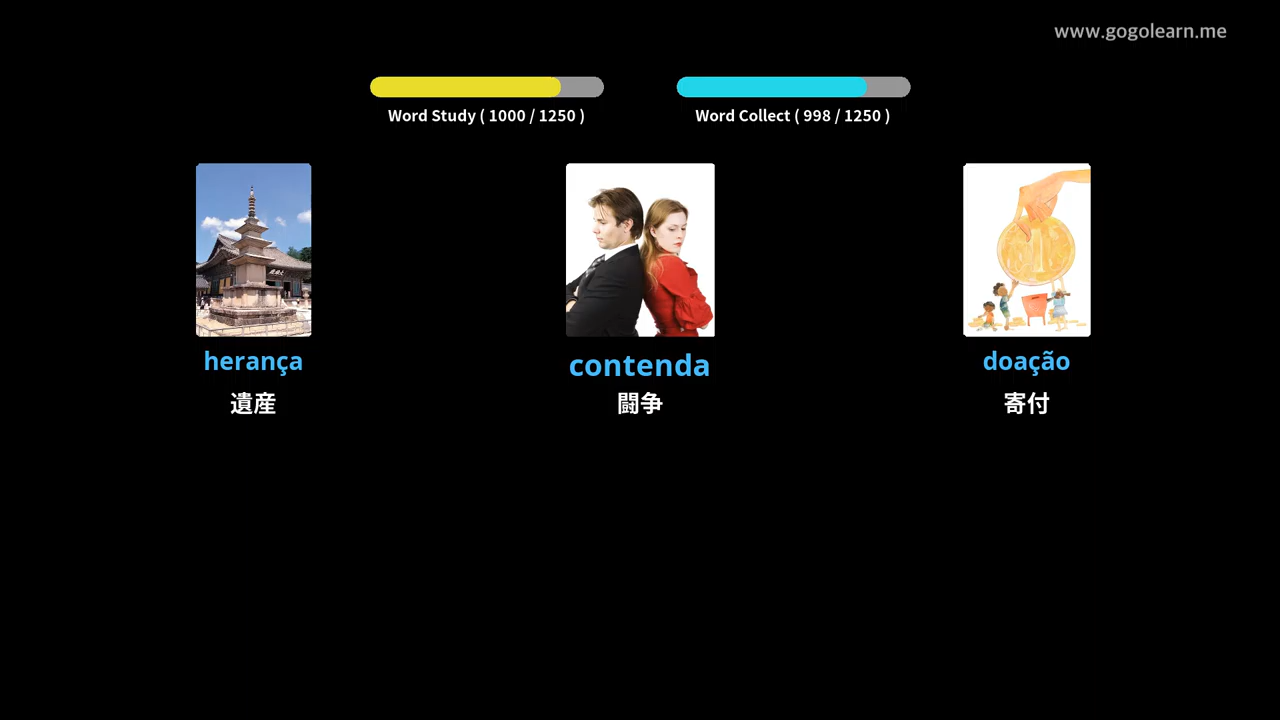 www.gogolearn.me
Word Study ( 1000 / 1250 )
Word Collect ( 998 / 1250 )
herança
遺産
contenda
闘争
doação
寄付